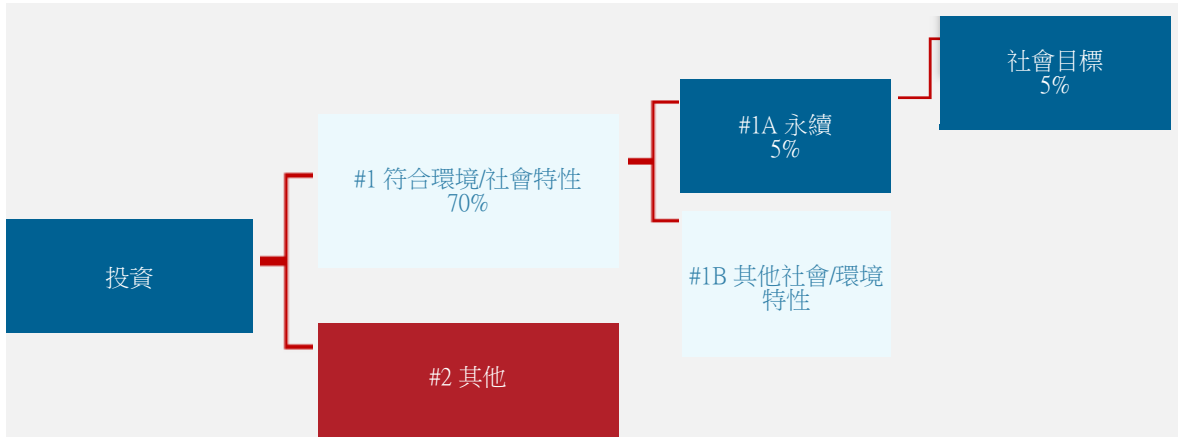 投資
#1 符合環境/社會特性
70%
#2 其他
#1A 永續
5%
#1B 其他社會/環境
特性
社會目標
5%